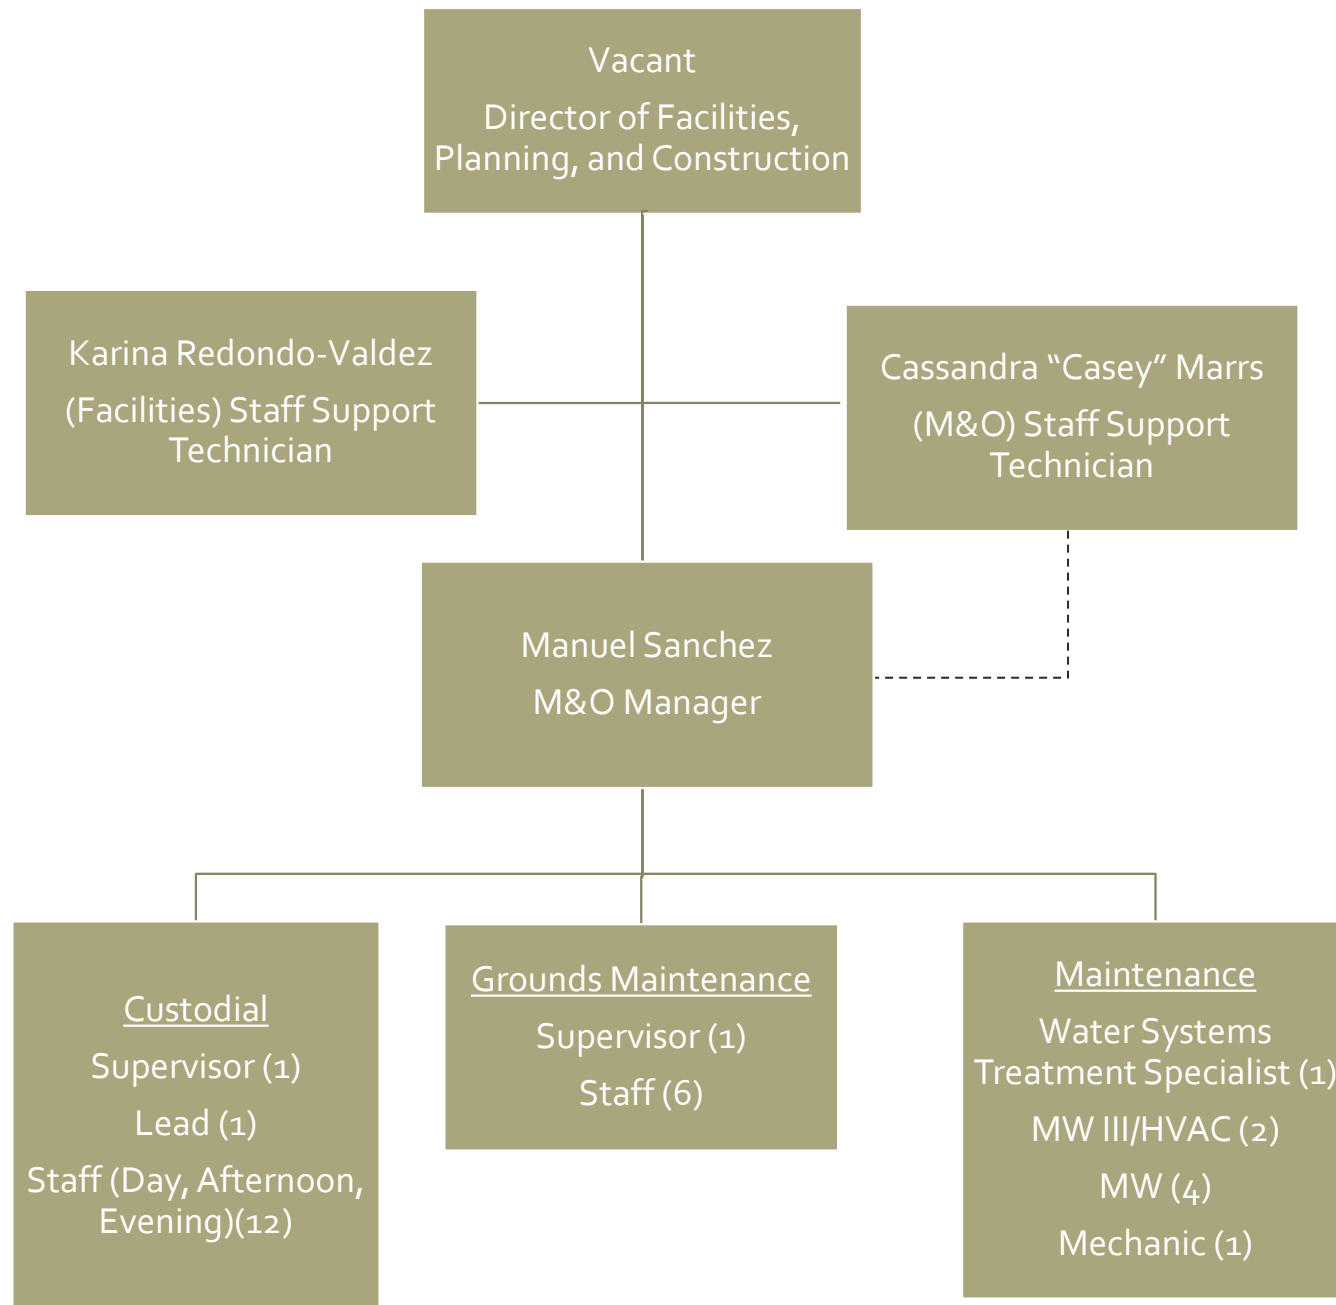 Vacant
Director of Facilities,
Planning, and Construction
Karina Redondo-Valdez
(Facilities) Staff Support
Technician
Cassandra “Casey” Marrs
(M&O) Staff Support
Technician
Manuel Sanchez
M&O Manager
Custodial
Supervisor (1)
Lead (1)
Staff (Day, Afternoon,
Evening)(12)
Grounds Maintenance
Supervisor (1)
Staff (6)
Maintenance
Water Systems
Treatment Specialist (1)
MW III/HVAC (2)
MW (4)
Mechanic (1)